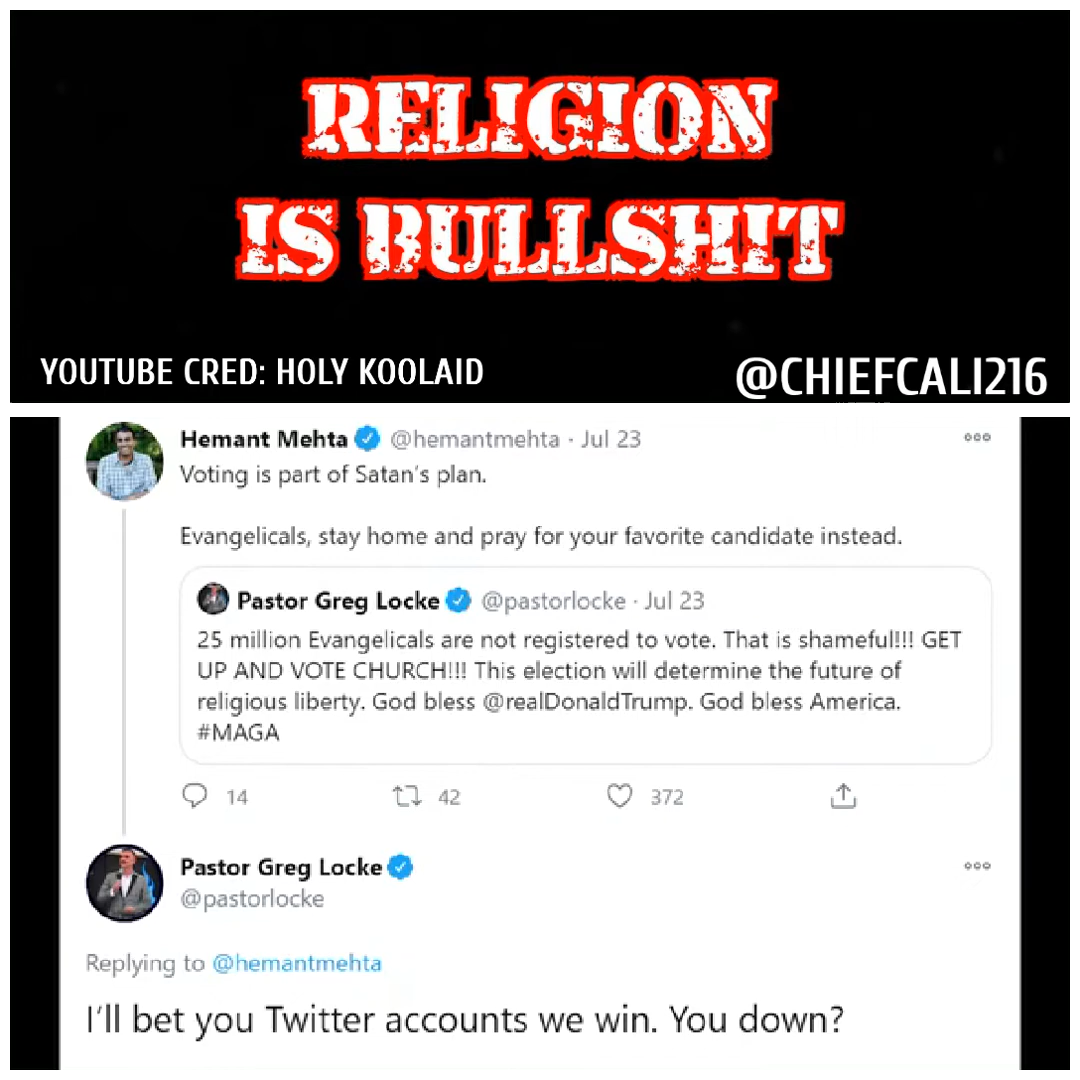 RELIGION
IS BULLSHIT
YOUTUBE CRED: HOLY KOOLAID
@CHIEFCALI216
Hemant Mehta @hemantmehta · Jul 23
Voting is part of Satan's plan.
Evangelicals, stay home and pray for your favorite candidate instead.
Pastor Greg Locke @pastorlocke · Jul 23
25 million Evangelicals are not registered to vote. That is shameful!!! GET
UP AND VOTE CHURCH!!! This election will determine the future of
religious liberty. God bless @realDonaldTrump. God bless America.
#MAGA
14 42 372
Pastor Greg Locke
@pastorlocke
Replying to @hemantmehta
I'll bet you Twitter accounts we win. You down?